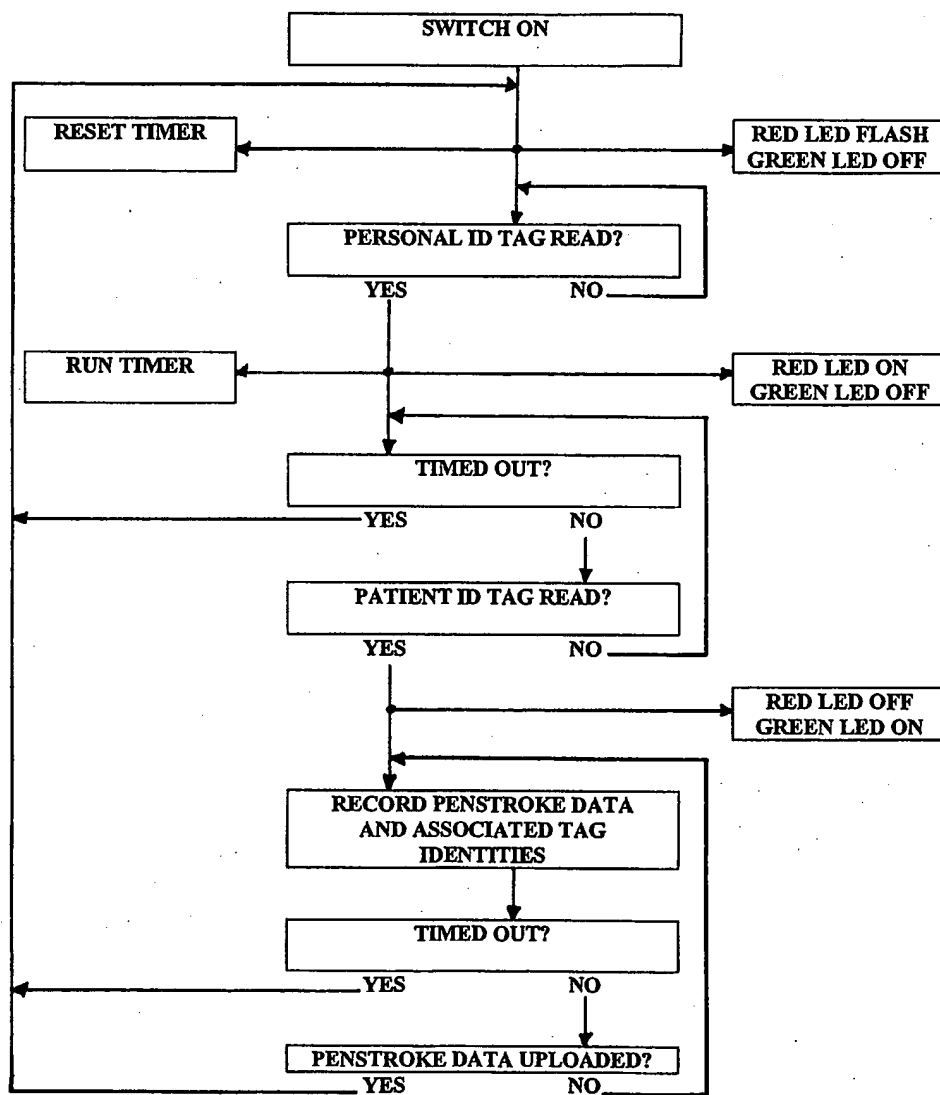 SWITCH ON
RESET TIMER
RED LED FLASH
GREEN LED OFF
PERSONAL ID TAG READ?
YES NO
RUN TIMER
RED LED ON
GREEN LED OFF
TIMED OUT?
YES NO
PATIENT ID TAG READ?
YES NO
RED LED OFF
GREEN LED ON
RECORD PENSTROKE DATA
AND ASSOCIATED TAG
IDENTITIES
TIMED OUT?
YES NO
PENSTROKE DATA UPLOADED?
YES NO